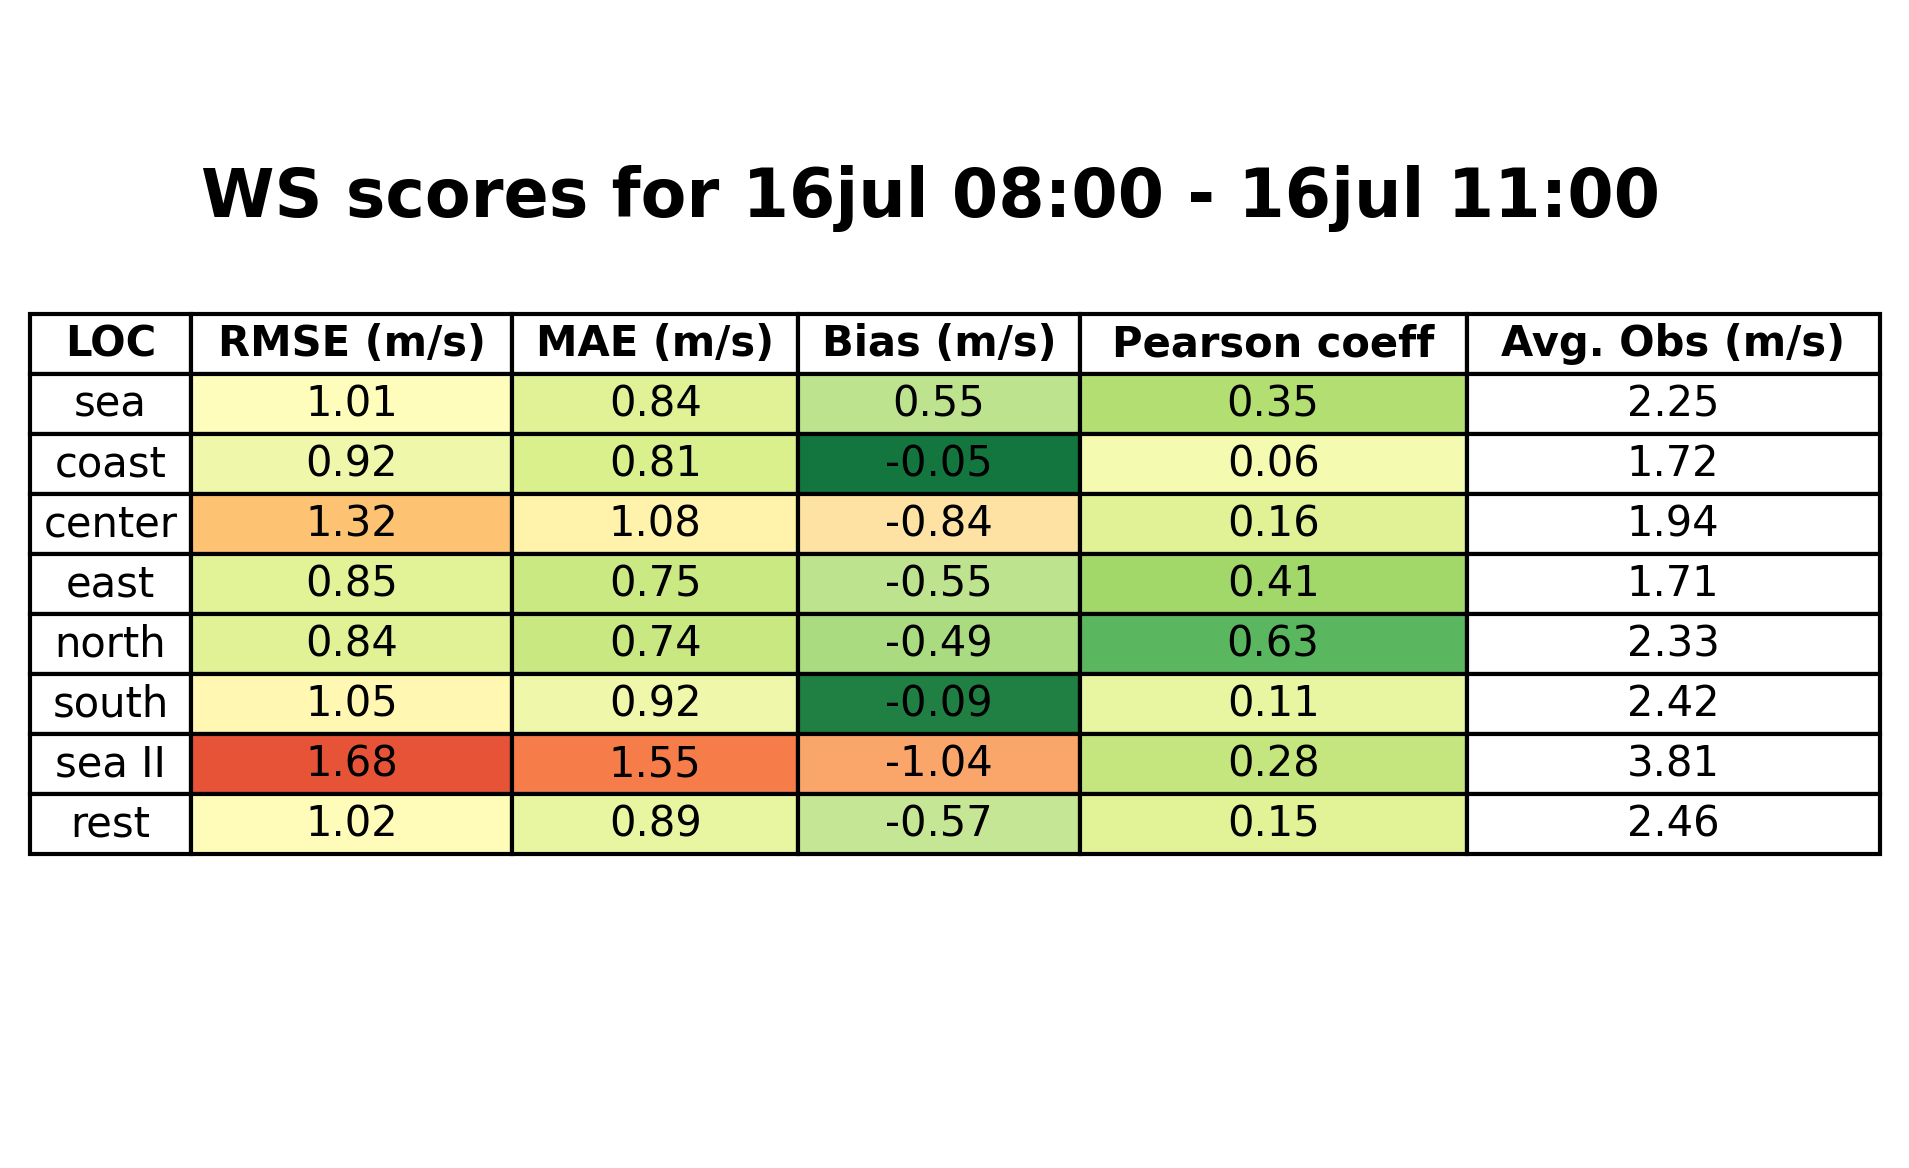 WS scores for 16jul 08:00 - 16jul 11:00
LOC RMSE (m/s) MAE (m/s) Bias (m/s) Pearson coeff Avg. Obs (m/s)
sea 1.01 0.84 0.55 0.35 2.25
coast 0.92 0.81 -0.05 0.06 1.72
center 1.32 1.08 -0.84 0.16 1.94
east 0.85 0.75 -0.55 0.41 1.71
north 0.84 0.74 -0.49 0.63 2.33
south 1.05 0.92 -0.09 0.11 2.42
sea II 1.68 1.55 -1.04 0.28 3.81
rest 1.02 0.89 -0.57 0.15 2.46